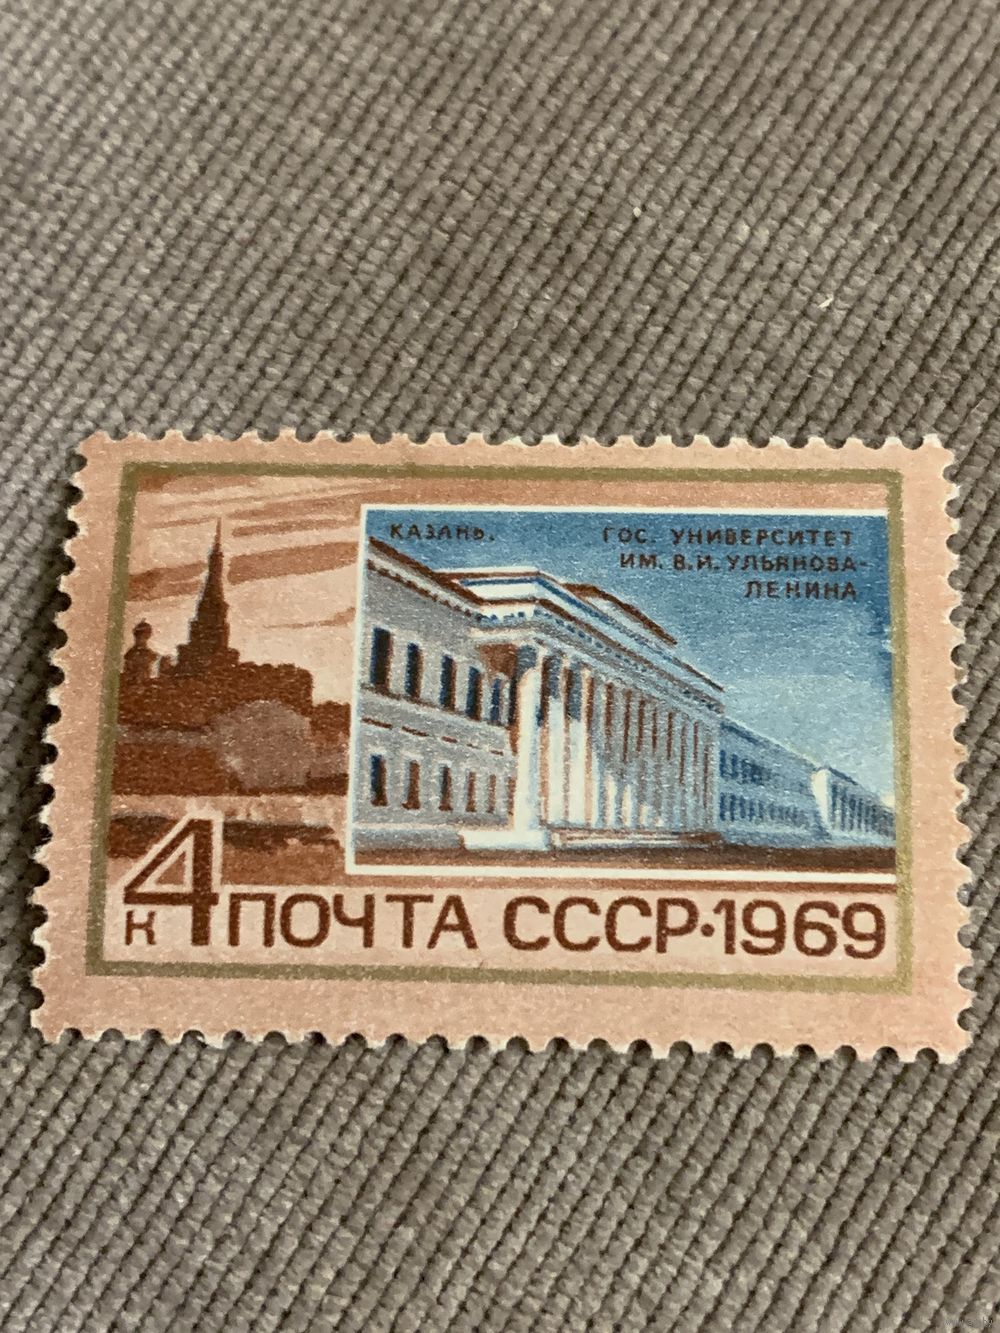 КАЗАНЬ. ГОС. УНИВЕРСИТЕТ
ИМ. В.И. УЛЬЯНОВА-
ЛЕНИНА
4 К ПОЧТА СССР·1969